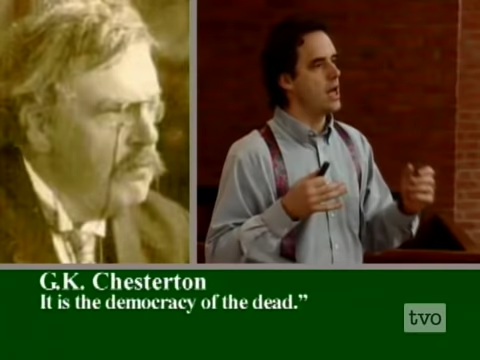 G.K. Chesterton
It is the democracy of the dead.”
tvo